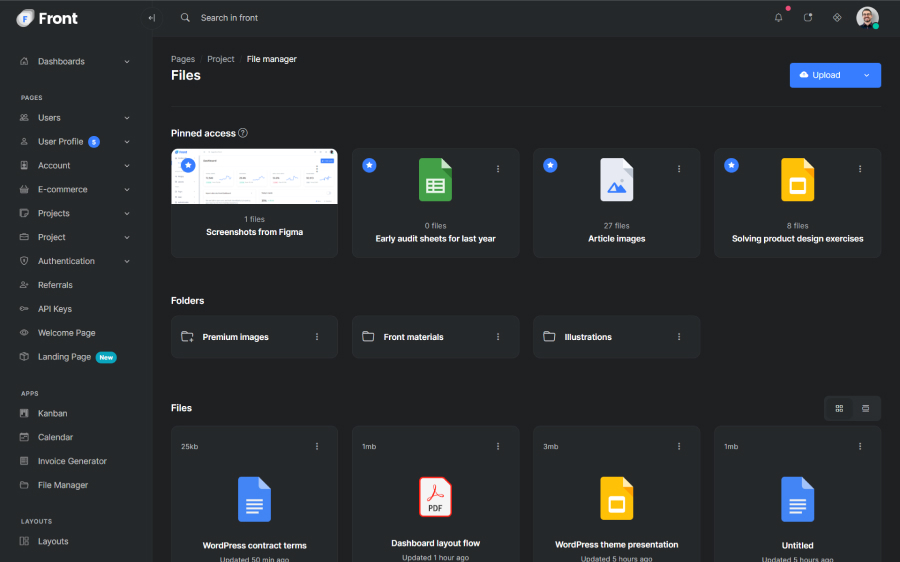 Front
Search in front
Dashboards
PAGES
Users
User Profile 5
Account
E-commerce
Projects
Project
Authentication
Referrals
API Keys
Welcome Page
Landing Page New
APPS
Kanban
Calendar
Invoice Generator
File Manager
LAYOUTS
Layouts
Pages / Project / File manager
Files
Upload
Pinned access
1 files
Screenshots from Figma
0 files
Early audit sheets for last year
27 files
Article images
8 files
Solving product design exercises
Folders
Premium images
Front materials
Illustrations
Files
25kb
WordPress contract terms
Updated 50 min ago
1mb
PDF
Dashboard layout flow
Updated 1 hour ago
3mb
WordPress theme presentation
Updated 5 hours ago
1mb
Untitled
Updated 5 hours ago